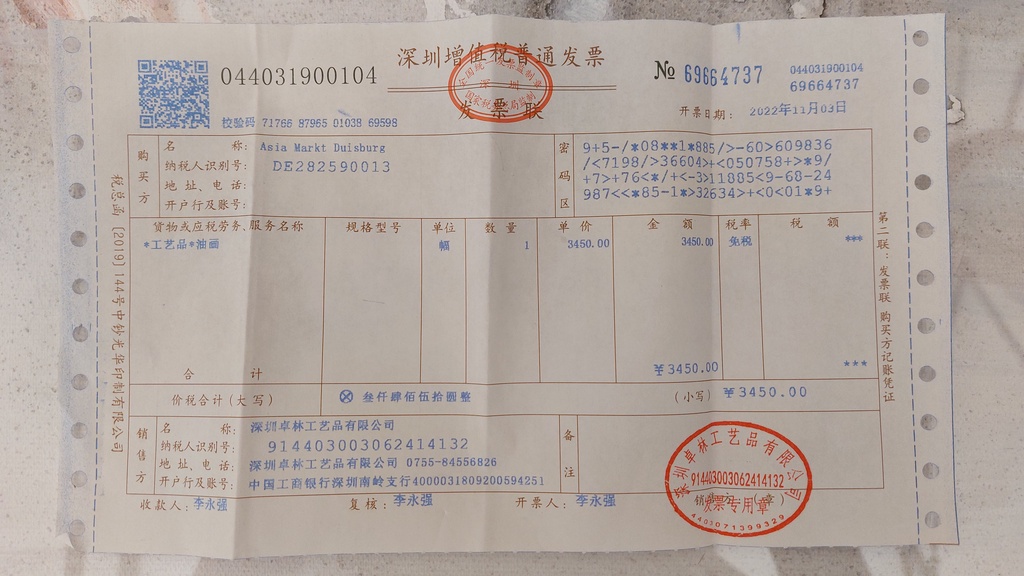 深圳增值税普通发票
044031900104
发票联
№ 69664737
044031900104
69664737
校验码 71766 87965 01038 69598
开票日期: 2022年11月03日
购买方
名 称: Asia Markt Duisburg
纳税人识别号: DE282590013
地 址、电 话:
开户行及账号:
密码区
9+5-/*08**1*885/>-60>609836
/<7198/>36604>+<050758+>*9/
+7>+76<*/+<-3>11885<9-68-24
987<<*85-1*>32634>+<0<01*9+
货物或应税劳务、服务名称 规格型号 单位 数 量 单 价 金 额 税率 税 额
*工艺品*油画 幅 1 3450.00 3450.00 免税 ***
合 计 ¥3450.00 ***
价税合计(大写) ⊗ 叁仟肆佰伍拾圆整 (小写) ¥3450.00
销售方
名 称: 深圳卓林工艺品有限公司
纳税人识别号: 914403003062414132
地 址、电 话: 深圳卓林工艺品有限公司 0755-84556826
开户行及账号: 中国工商银行深圳南岭支行4000031809200594251
备注
收款人: 李永强 复核: 李永强 开票人: 李永强
深圳卓林工艺品有限公司
914403003062414132
发票专用章
税总函[2019]144号中钞光华印制有限公司
第二联:发票联 购买方记账凭证